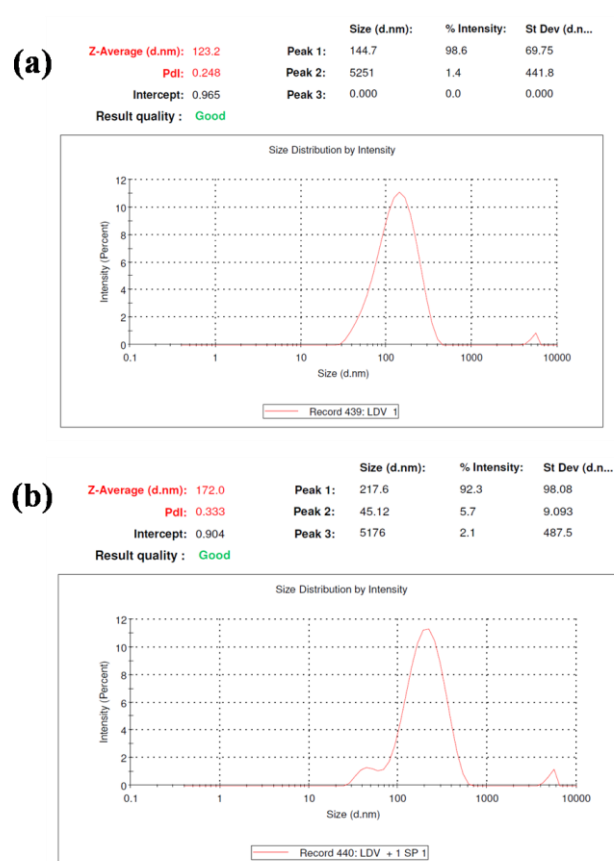 (a)
Size (d.nm): % Intensity: St Dev (d.n...
Z-Average (d.nm): 123.2 Peak 1: 144.7 98.6 69.75
PdI: 0.248 Peak 2: 5251 1.4 441.8
Intercept: 0.965 Peak 3: 0.000 0.0 0.000
Result quality : Good
Size Distribution by Intensity
Intensity (Percent)
12
10
8
6
4
2
0
0.1 1 10 100 1000 10000
Size (d.nm)
Record 439: LDV 1
(b)
Size (d.nm): % Intensity: St Dev (d.n...
Z-Average (d.nm): 172.0 Peak 1: 217.6 92.3 98.08
PdI: 0.333 Peak 2: 45.12 5.7 9.093
Intercept: 0.904 Peak 3: 5176 2.1 487.5
Result quality : Good
Size Distribution by Intensity
Intensity (Percent)
12
10
8
6
4
2
0
0.1 1 10 100 1000 10000
Size (d.nm)
Record 440: LDV + 1 SP 1